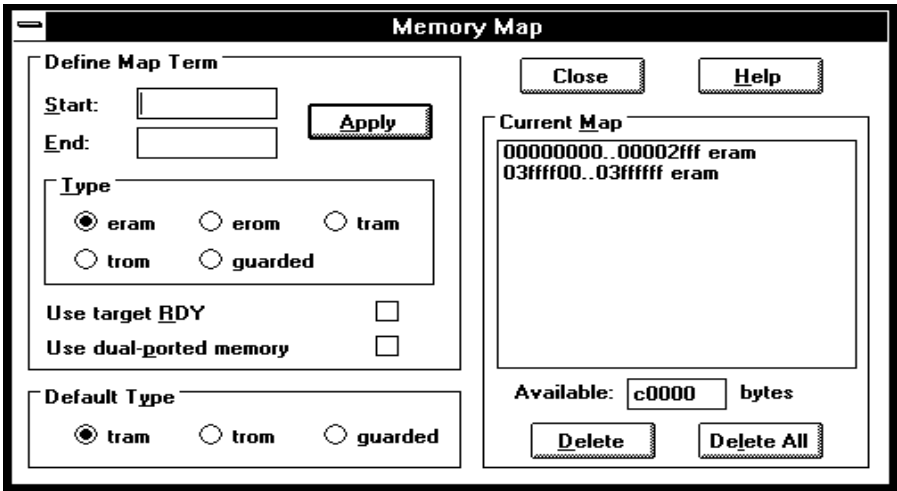 Memory Map
Define Map Term
Start:
End:
Apply
Type
eram erom tram
trom guarded
Use target RDY
Use dual-ported memory
Default Type
tram trom guarded
Close Help
Current Map
00000000..00002fff eram
03ffff00..03ffffff eram
Available: c0000 bytes
Delete Delete All